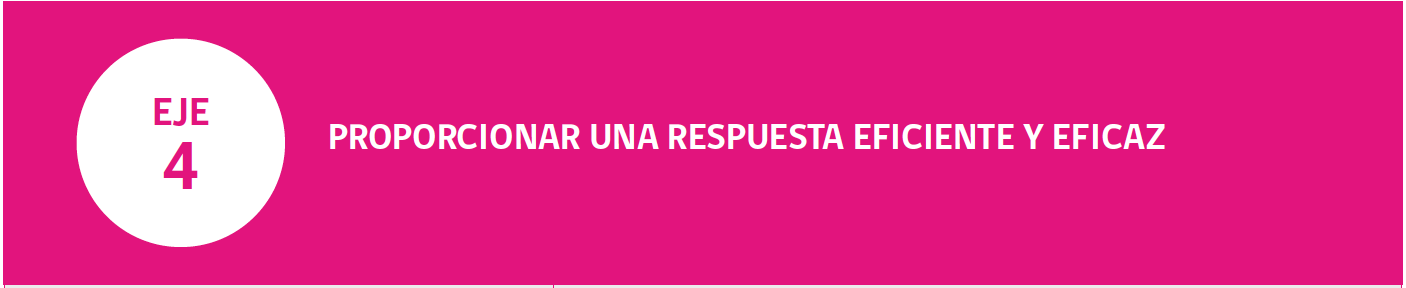 EJE
4
PROPORCIONAR UNA RESPUESTA EFICIENTE Y EFICAZ